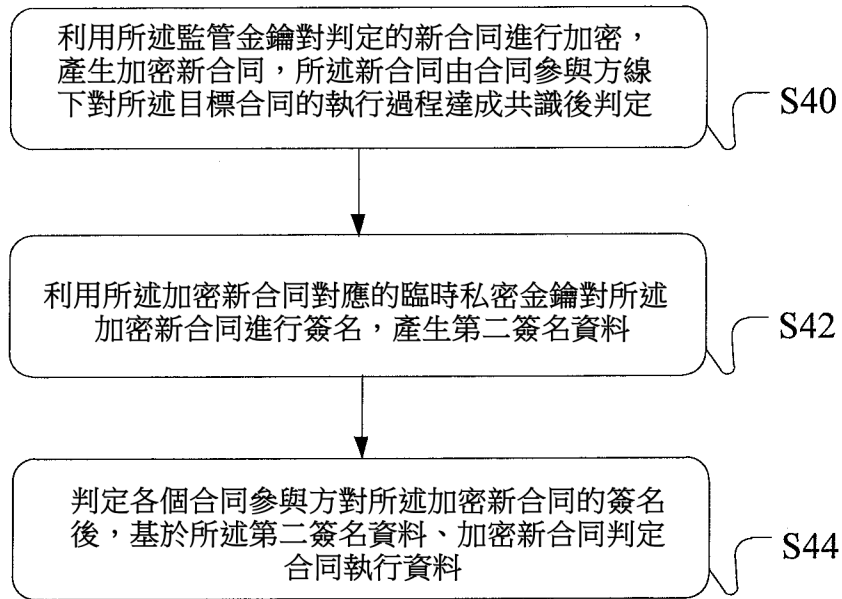 利用所述監管金鑰對判定的新合同進行加密，
產生加密新合同，所述新合同由合同參與方線
下對所述目標合同的執行過程達成共識後判定
S40
利用所述加密新合同對應的臨時私密金鑰對所述
加密新合同進行簽名，產生第二簽名資料
S42
判定各個合同參與方對所述加密新合同的簽名
後，基於所述第二簽名資料、加密新合同判定
合同執行資料
S44